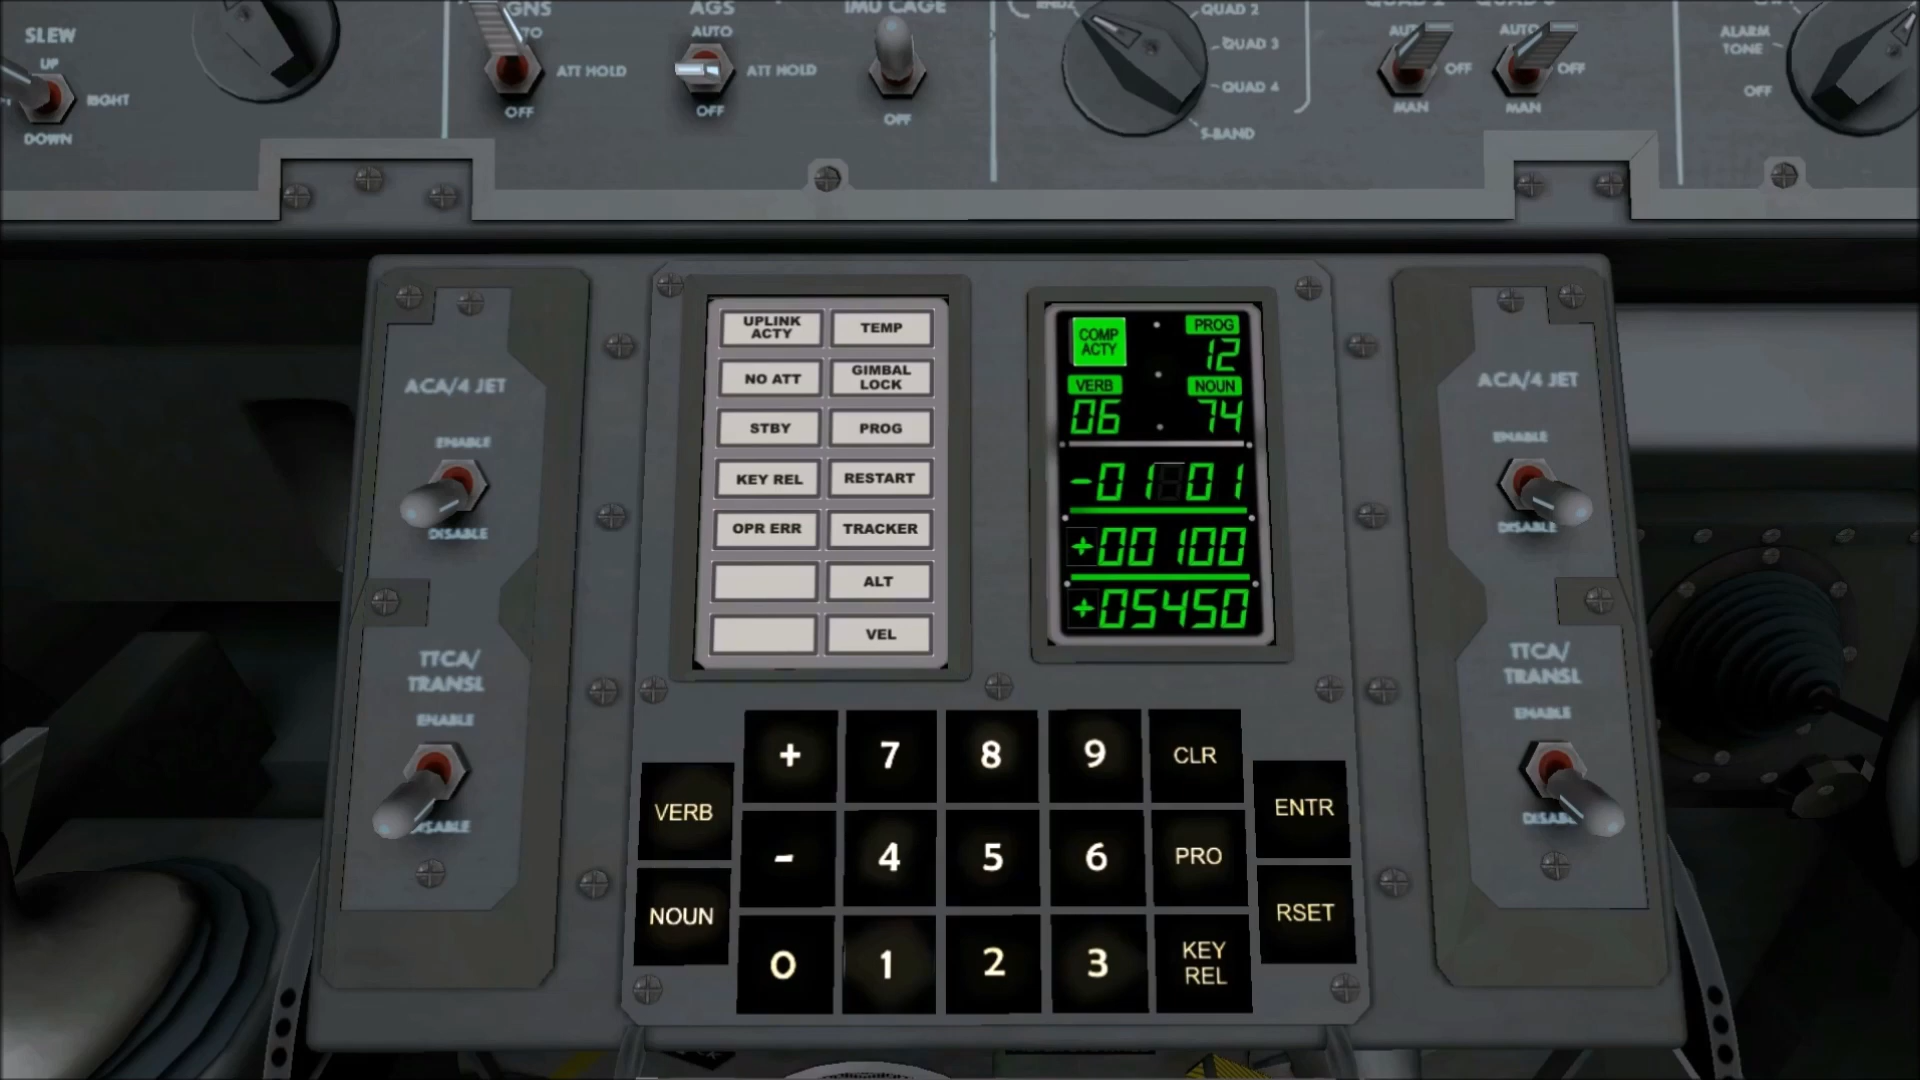 SLEW
UP
RIGHT
DOWN
AGS
AUTO
ATT HOLD
OFF
ATT HOLD
OFF
IMU CAGE
OFF
QUAD 2
QUAD 3
QUAD 4
S-BAND
OFF
MAN
OFF
MAN
ALARM
TONE
OFF
ACA/4 JET
ENABLE
DISABLE
TTCA/
TRANSL
ENABLE
DISABLE
UPLINK
ACTY
TEMP
NO ATT
GIMBAL
LOCK
STBY
PROG
KEY REL
RESTART
OPR ERR
TRACKER
ALT
VEL
COMP
ACTY
PROG
12
VERB
NOUN
06
74
-01 01
+00100
+05450
ACA/4 JET
ENABLE
DISABLE
TTCA/
TRANSL
ENABLE
VERB
NOUN
+ 7 8 9 CLR
- 4 5 6 PRO
0 1 2 3 KEY
REL
ENTR
RSET